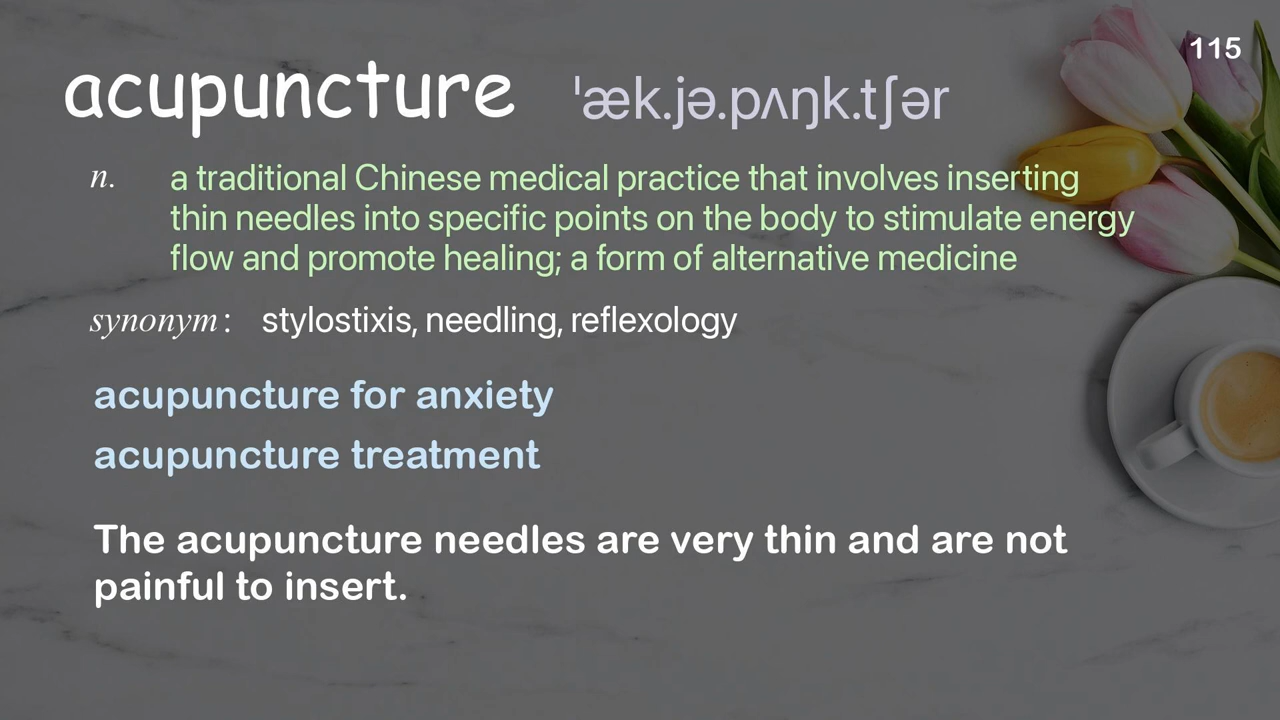 115
acupuncture ˈæk.jə.pʌŋk.tʃər
n. a traditional Chinese medical practice that involves inserting
thin needles into specific points on the body to stimulate energy
flow and promote healing; a form of alternative medicine
synonym: stylostixis, needling, reflexology
acupuncture for anxiety
acupuncture treatment
The acupuncture needles are very thin and are not
painful to insert.